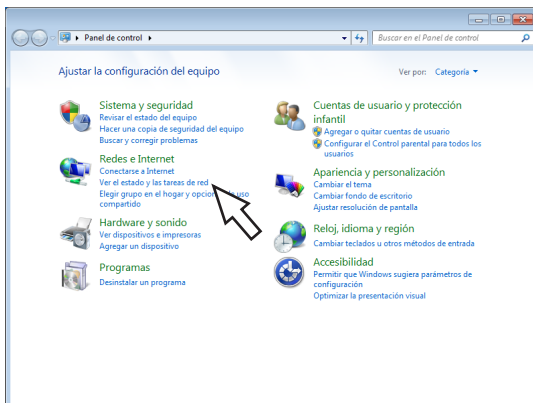 Panel de control
Buscar en el Panel de control
Ajustar la configuración del equipo
Ver por: Categoría
Sistema y seguridad
Revisar el estado del equipo
Hacer una copia de seguridad del equipo
Buscar y corregir problemas
Redes e Internet
Conectarse a Internet
Ver el estado y las tareas de red
Elegir grupo en el hogar y opciones de uso
compartido
Hardware y sonido
Ver dispositivos e impresoras
Agregar un dispositivo
Programas
Desinstalar un programa
Cuentas de usuario y protección
infantil
Agregar o quitar cuentas de usuario
Configurar el Control parental para todos los
usuarios
Apariencia y personalización
Cambiar el tema
Cambiar fondo de escritorio
Ajustar resolución de pantalla
Reloj, idioma y región
Cambiar teclados u otros métodos de entrada
Accesibilidad
Permitir que Windows sugiera parámetros de
configuración
Optimizar la presentación visual